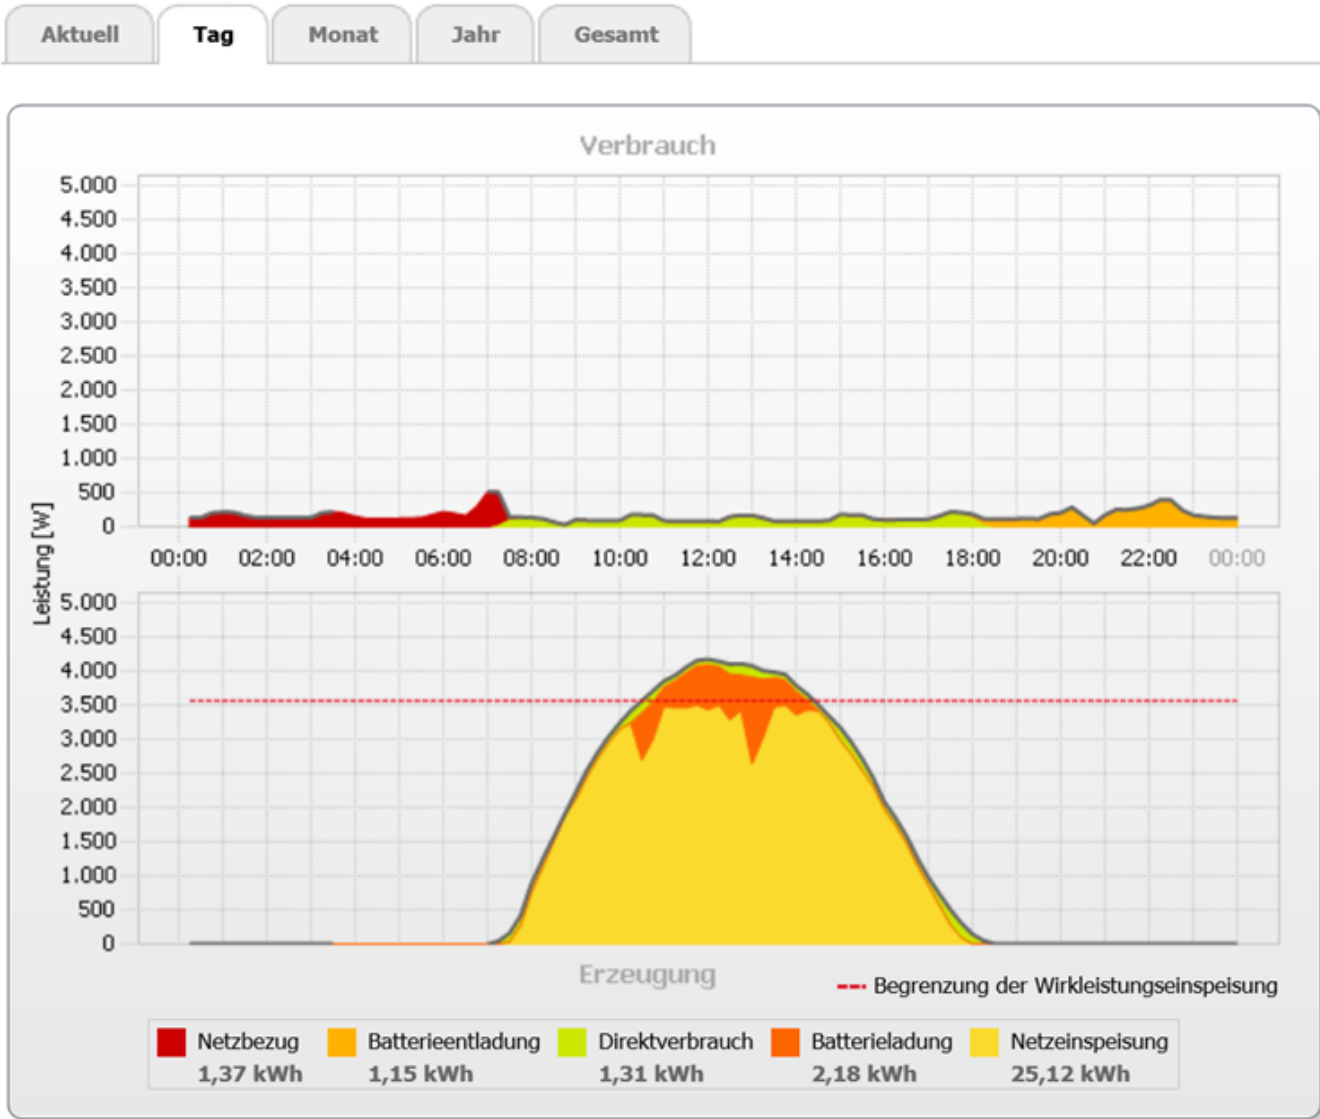 Aktuell Tag Monat Jahr Gesamt
Verbrauch
5.000
4.500
4.000
3.500
3.000
2.500
2.000
1.500
1.000
500
0
00:00 02:00 04:00 06:00 08:00 10:00 12:00 14:00 16:00 18:00 20:00 22:00 00:00
Leistung [W]
5.000
4.500
4.000
3.500
3.000
2.500
2.000
1.500
1.000
500
0
Erzeugung
Begrenzung der Wirkleistungseinspeisung
Netzbezug Batterieentladung Direktverbrauch Batterieladung Netzeinspeisung
1,37 kWh 1,15 kWh 1,31 kWh 2,18 kWh 25,12 kWh